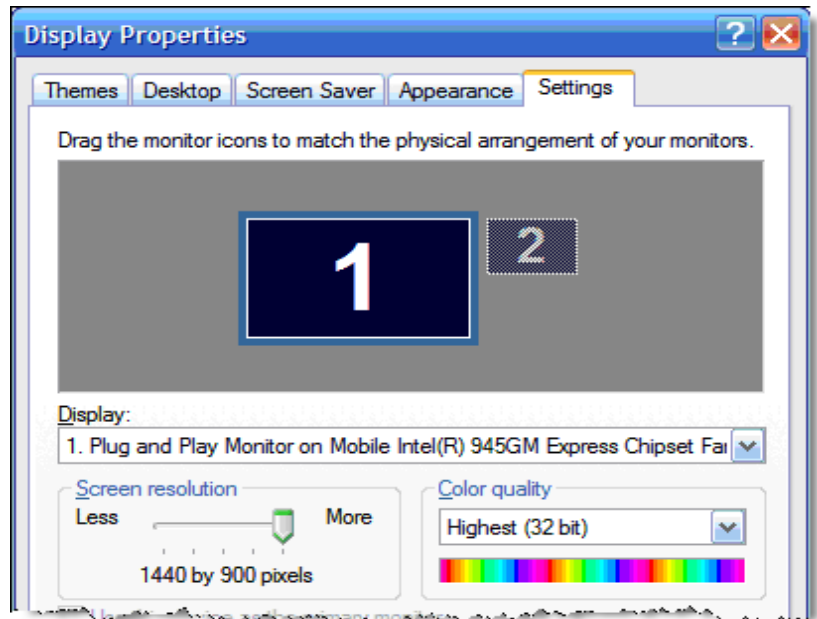 Display Properties
Themes Desktop Screen Saver Appearance Settings
Drag the monitor icons to match the physical arrangement of your monitors.
1 2
Display:
1. Plug and Play Monitor on Mobile Intel(R) 945GM Express Chipset Fai
Screen resolution Color quality
Less More Highest (32 bit)
1440 by 900 pixels